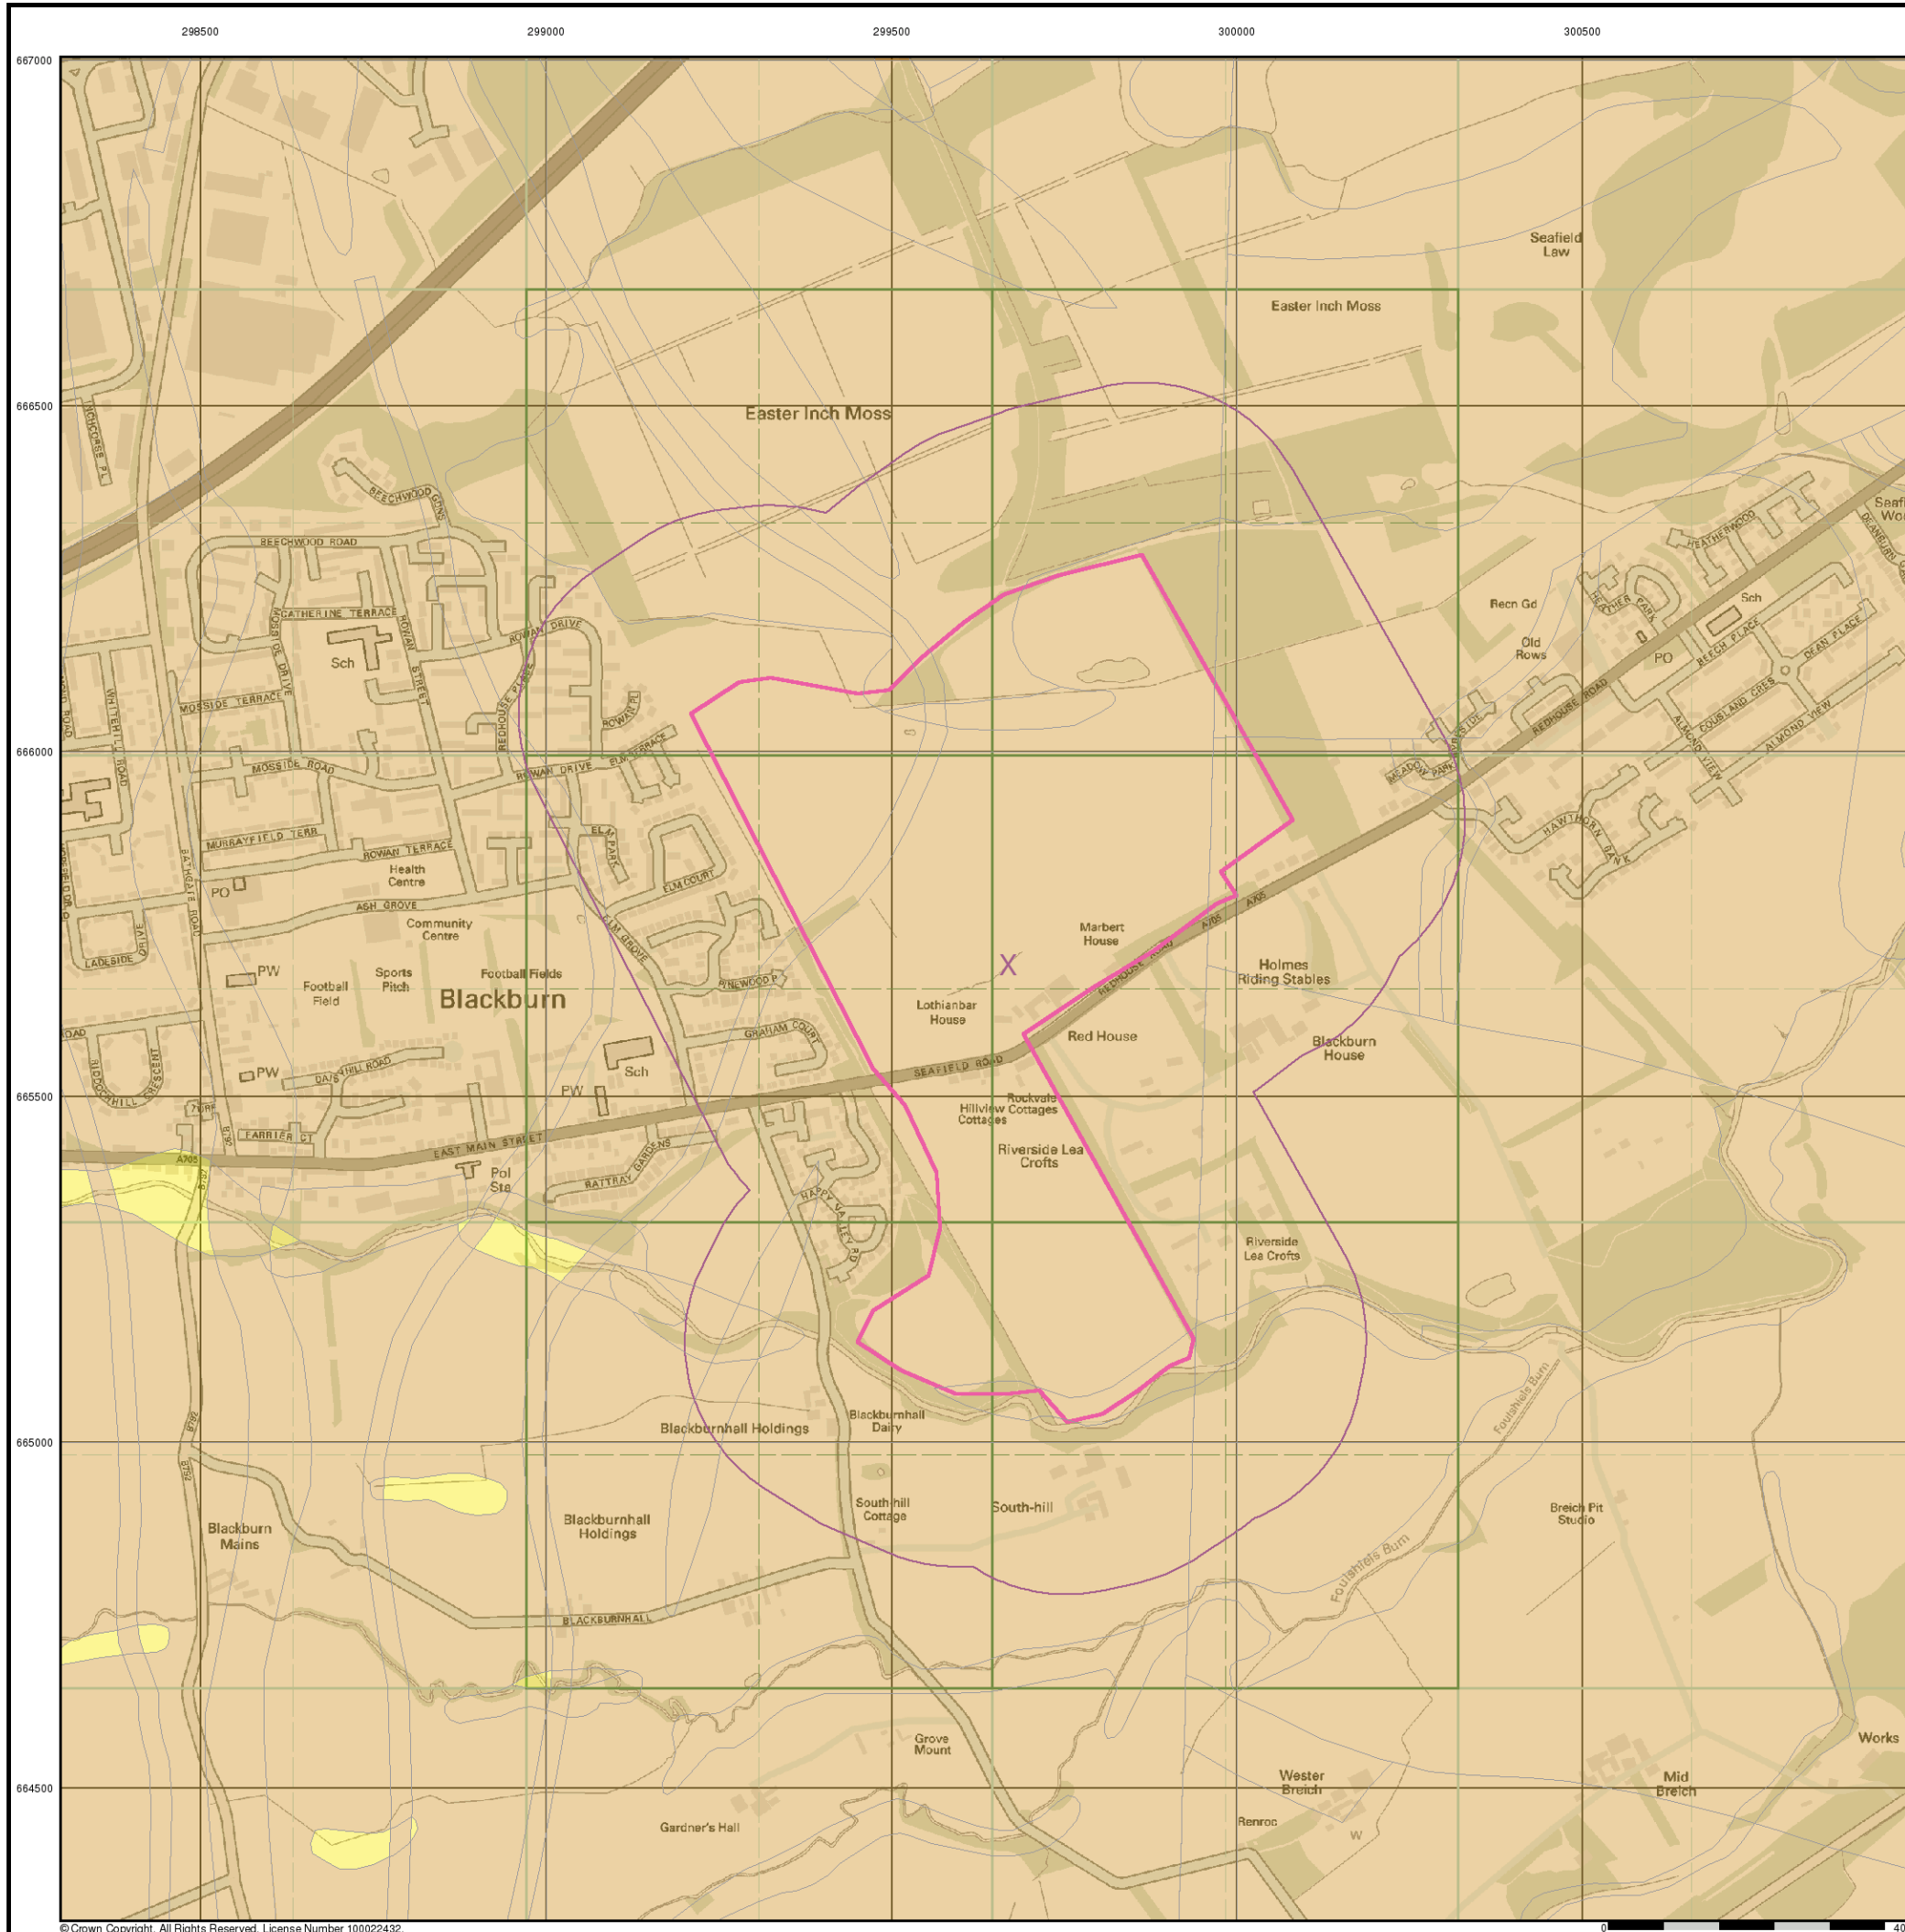 298500 299000 299500 300000 300500
667000
Seafield
Law
Easter Inch Moss
666500
Easter Inch Moss
INCHCORSE PL
BEECHWOOD GDNS
BEECHWOOD ROAD
HEATHERWOOD
DEANBURN
CATHERINE TERRACE
MOSSIDE DRIVE
ROWAN STREET
ROWAN DRIVE
Sch
Recn Gd
HEATHER PARK
Sch
BEECH PLACE
DEAN PLACE
Old
Rows
PO
REDHOUSE PLACE
ROWAN PL
MOSSIDE TERRACE
WHITEHILL ROAD
REDHOUSE ROAD
COUSLAND CRES
ALMOND VIEW
ALMOND VIEW
666000
MOSSIDE ROAD
ROWAN DRIVE
ELM TERRACE
MEADOW PARK
HAWTHORN BANK
MURRAYFIELD TERR
ROWAN TERRACE
ELM PARK
Health
Centre
ELM COURT
PO
BATHGATE ROAD
ASH GROVE
A705
A705
Community
Centre
ELM GROVE
Marbert
House
LADESIDE DRIVE
PW
Sports
Pitch
Football
Field
Football Fields
PINEWOOD P
X
Holmes
Riding Stables
REDHOUSE ROAD
Blackburn
Lothianbar
House
ROAD
GRAHAM COURT
Red House
Blackburn
House
RIDDOCHHILL CRESCENT
PW
DAISYHILL ROAD
Sch
SEAFIELD ROAD
PW
665500
Rockvale
Hillview Cottages
Cottages
TURF
B792
FARRIER CT
EAST MAIN STREET
A705
Riverside Lea
Crofts
B792
Pol
Sta
RATTRAY GARDENS
HAPPY VALLEY RD
Riverside
Lea Crofts
Foulshiels Burn
B792
Blackburnhall Holdings
Blackburnhall
Dairy
665000
B792
South-hill
Cottage
South-hill
Breich Pit
Studio
Blackburn
Mains
Blackburnhall
Holdings
Foulshiels Burn
BLACKBURNHALL
Grove
Mount
Works
664500
Wester
Breich
Mid
Breich
Gardner's Hall
Renroc
W
© Crown Copyright. All Rights Reserved. License Number 100022432.
0